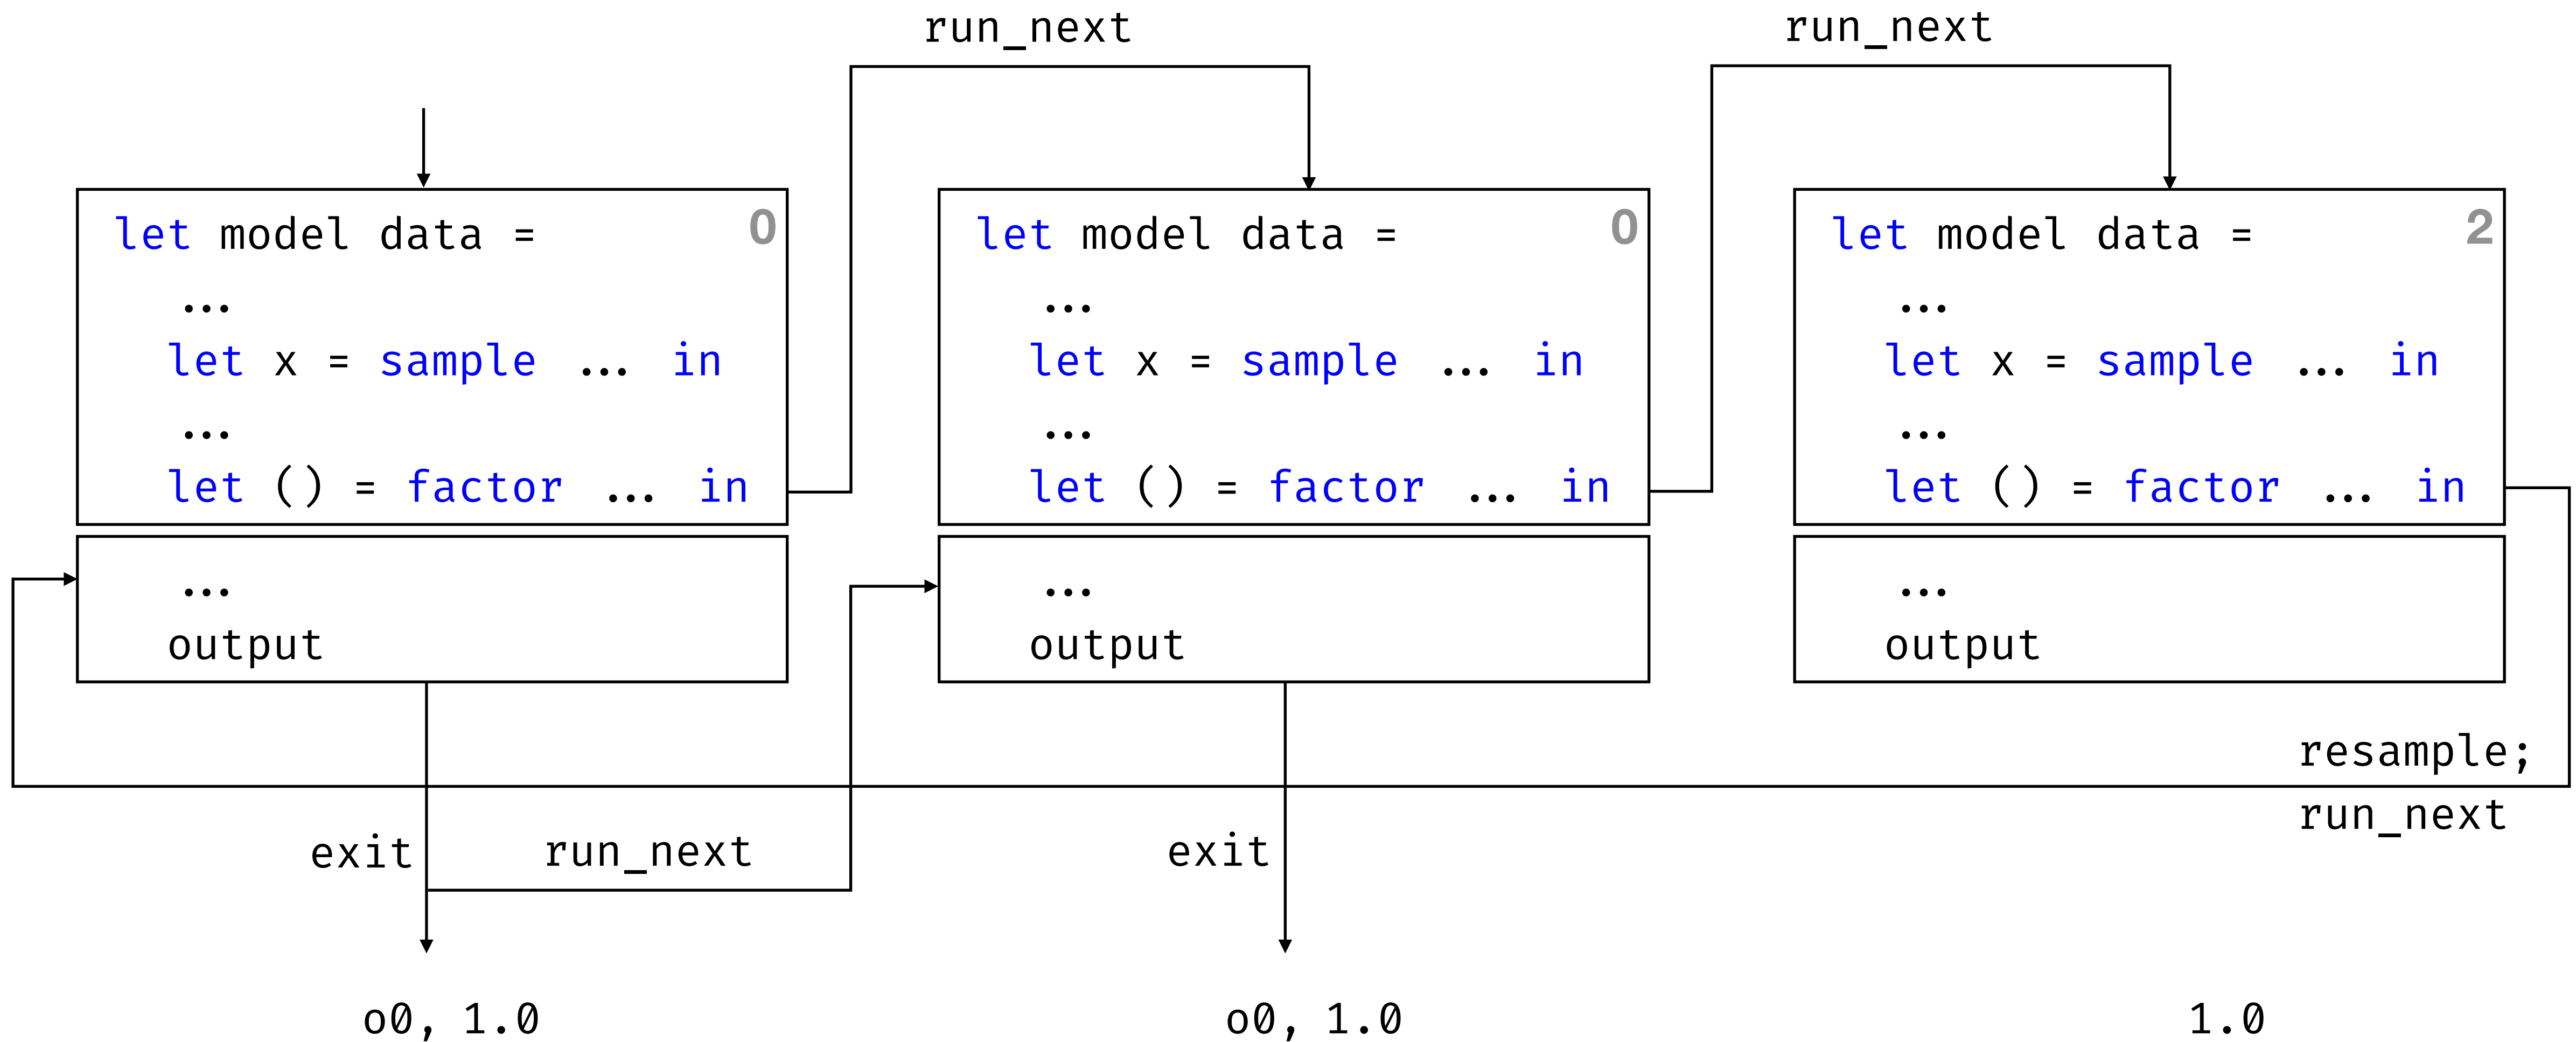 run_next
run_next
let model data = 0
...
let x = sample ... in
...
let () = factor ... in
...
output
let model data = 0
...
let x = sample ... in
...
let () = factor ... in
...
output
let model data = 2
...
let x = sample ... in
...
let () = factor ... in
...
output
resample;
run_next
exit
run_next
exit
o0, 1.0
o0, 1.0
1.0